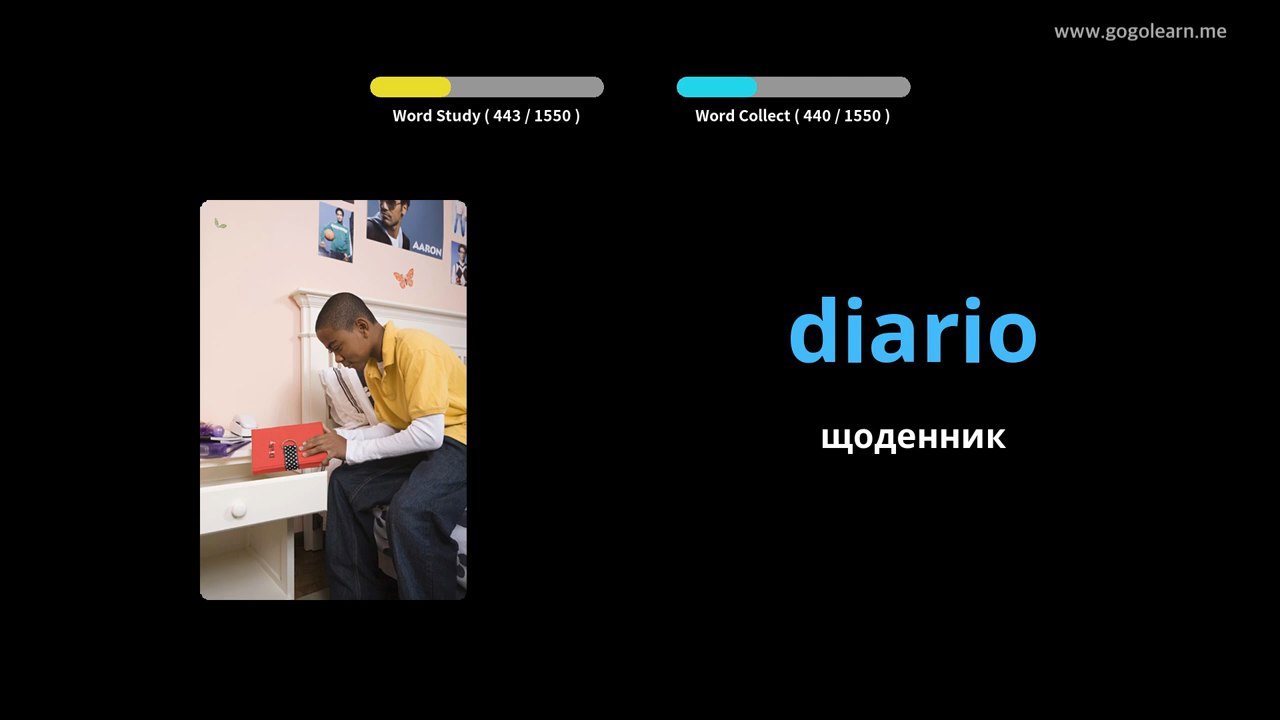 www.gogolearn.me
Word Study ( 443 / 1550 )
Word Collect ( 440 / 1550 )
AARON
diario
щоденник